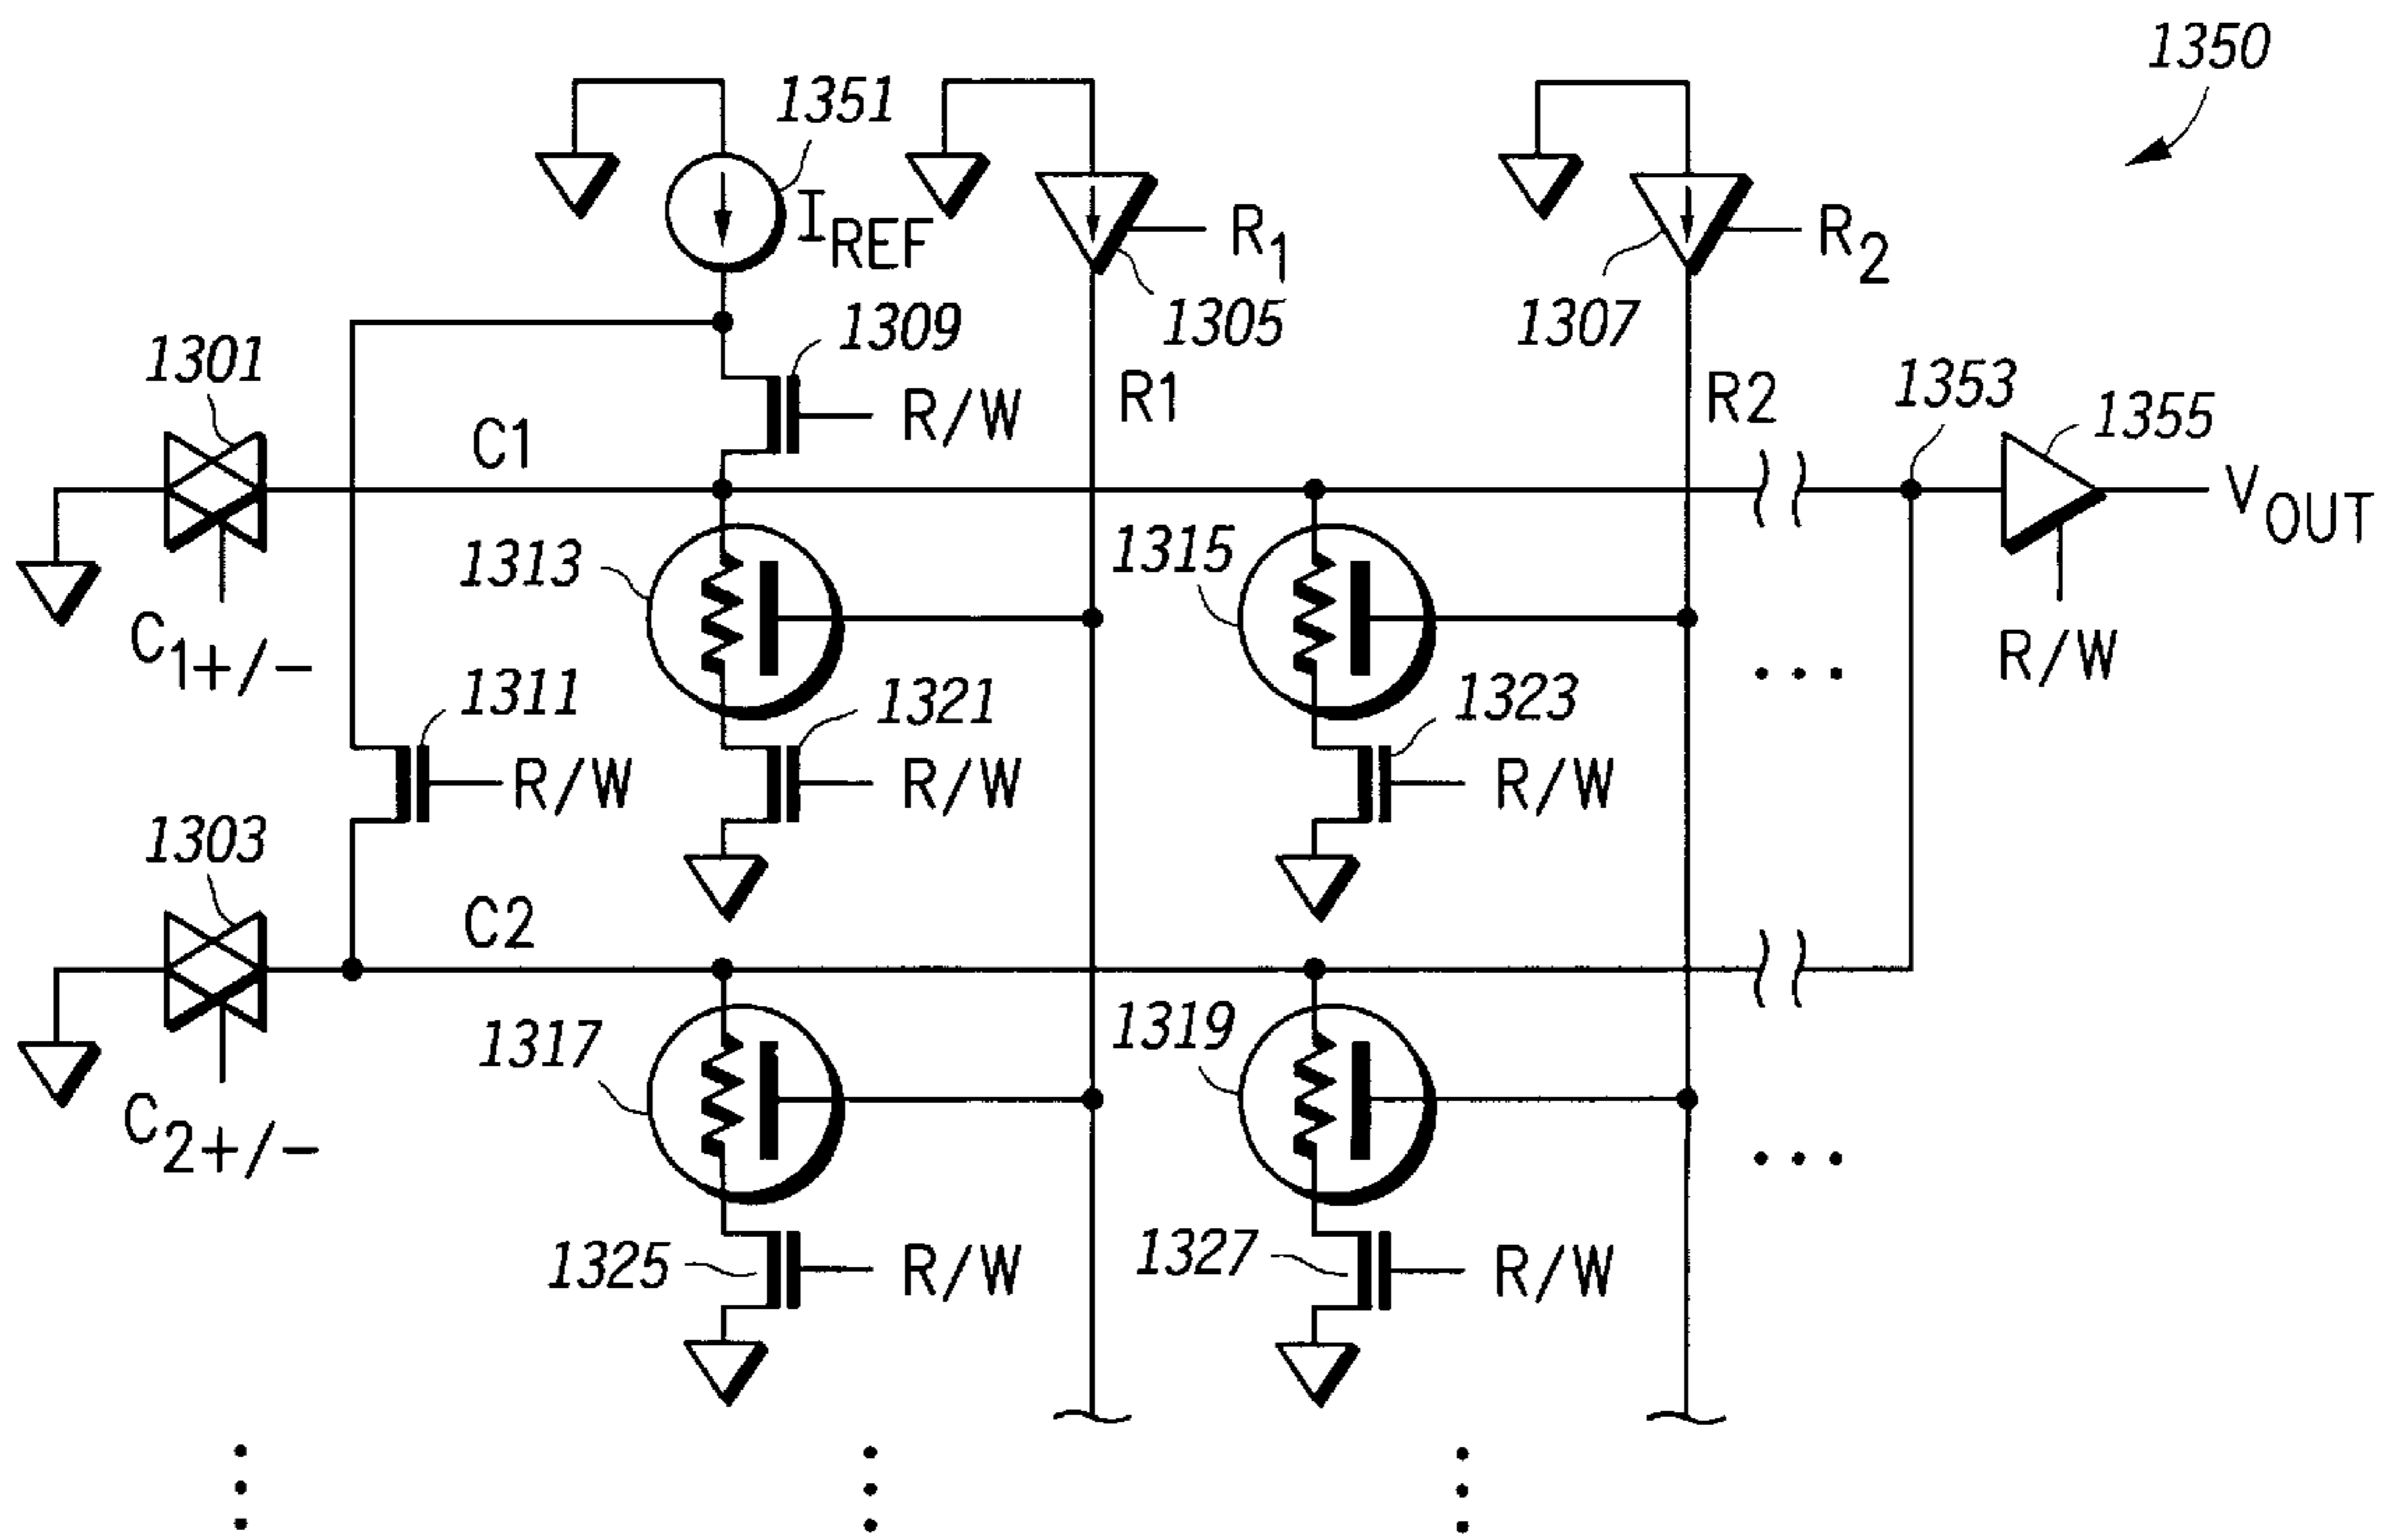 1350
1351
I_REF
R_1
R_2
1305
1307
1309
1301
R/W
R1
R2
1353
1355
C1
V_OUT
1313
1315
C_1+/-
R/W
1311
1321
1323
R/W
R/W
R/W
1303
C2
1317
1319
C_2+/-
1325
R/W
1327
R/W